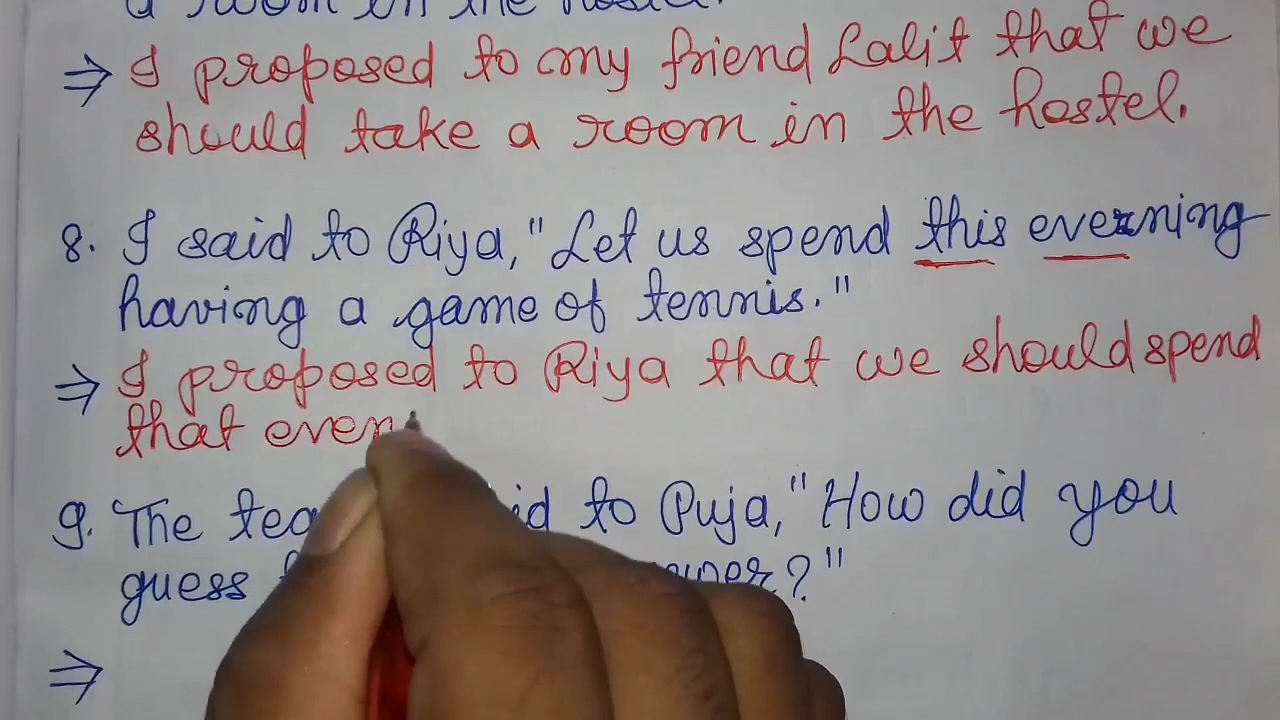 ⇒ I proposed to my friend Lalit that we
should take a room in the hostel.
8. I said to Riya, "Let us spend this evening
having a game of tennis."
⇒ I proposed to Riya that we should spend
that even
9. The to Puja, "How did you
guess ?"
⇒